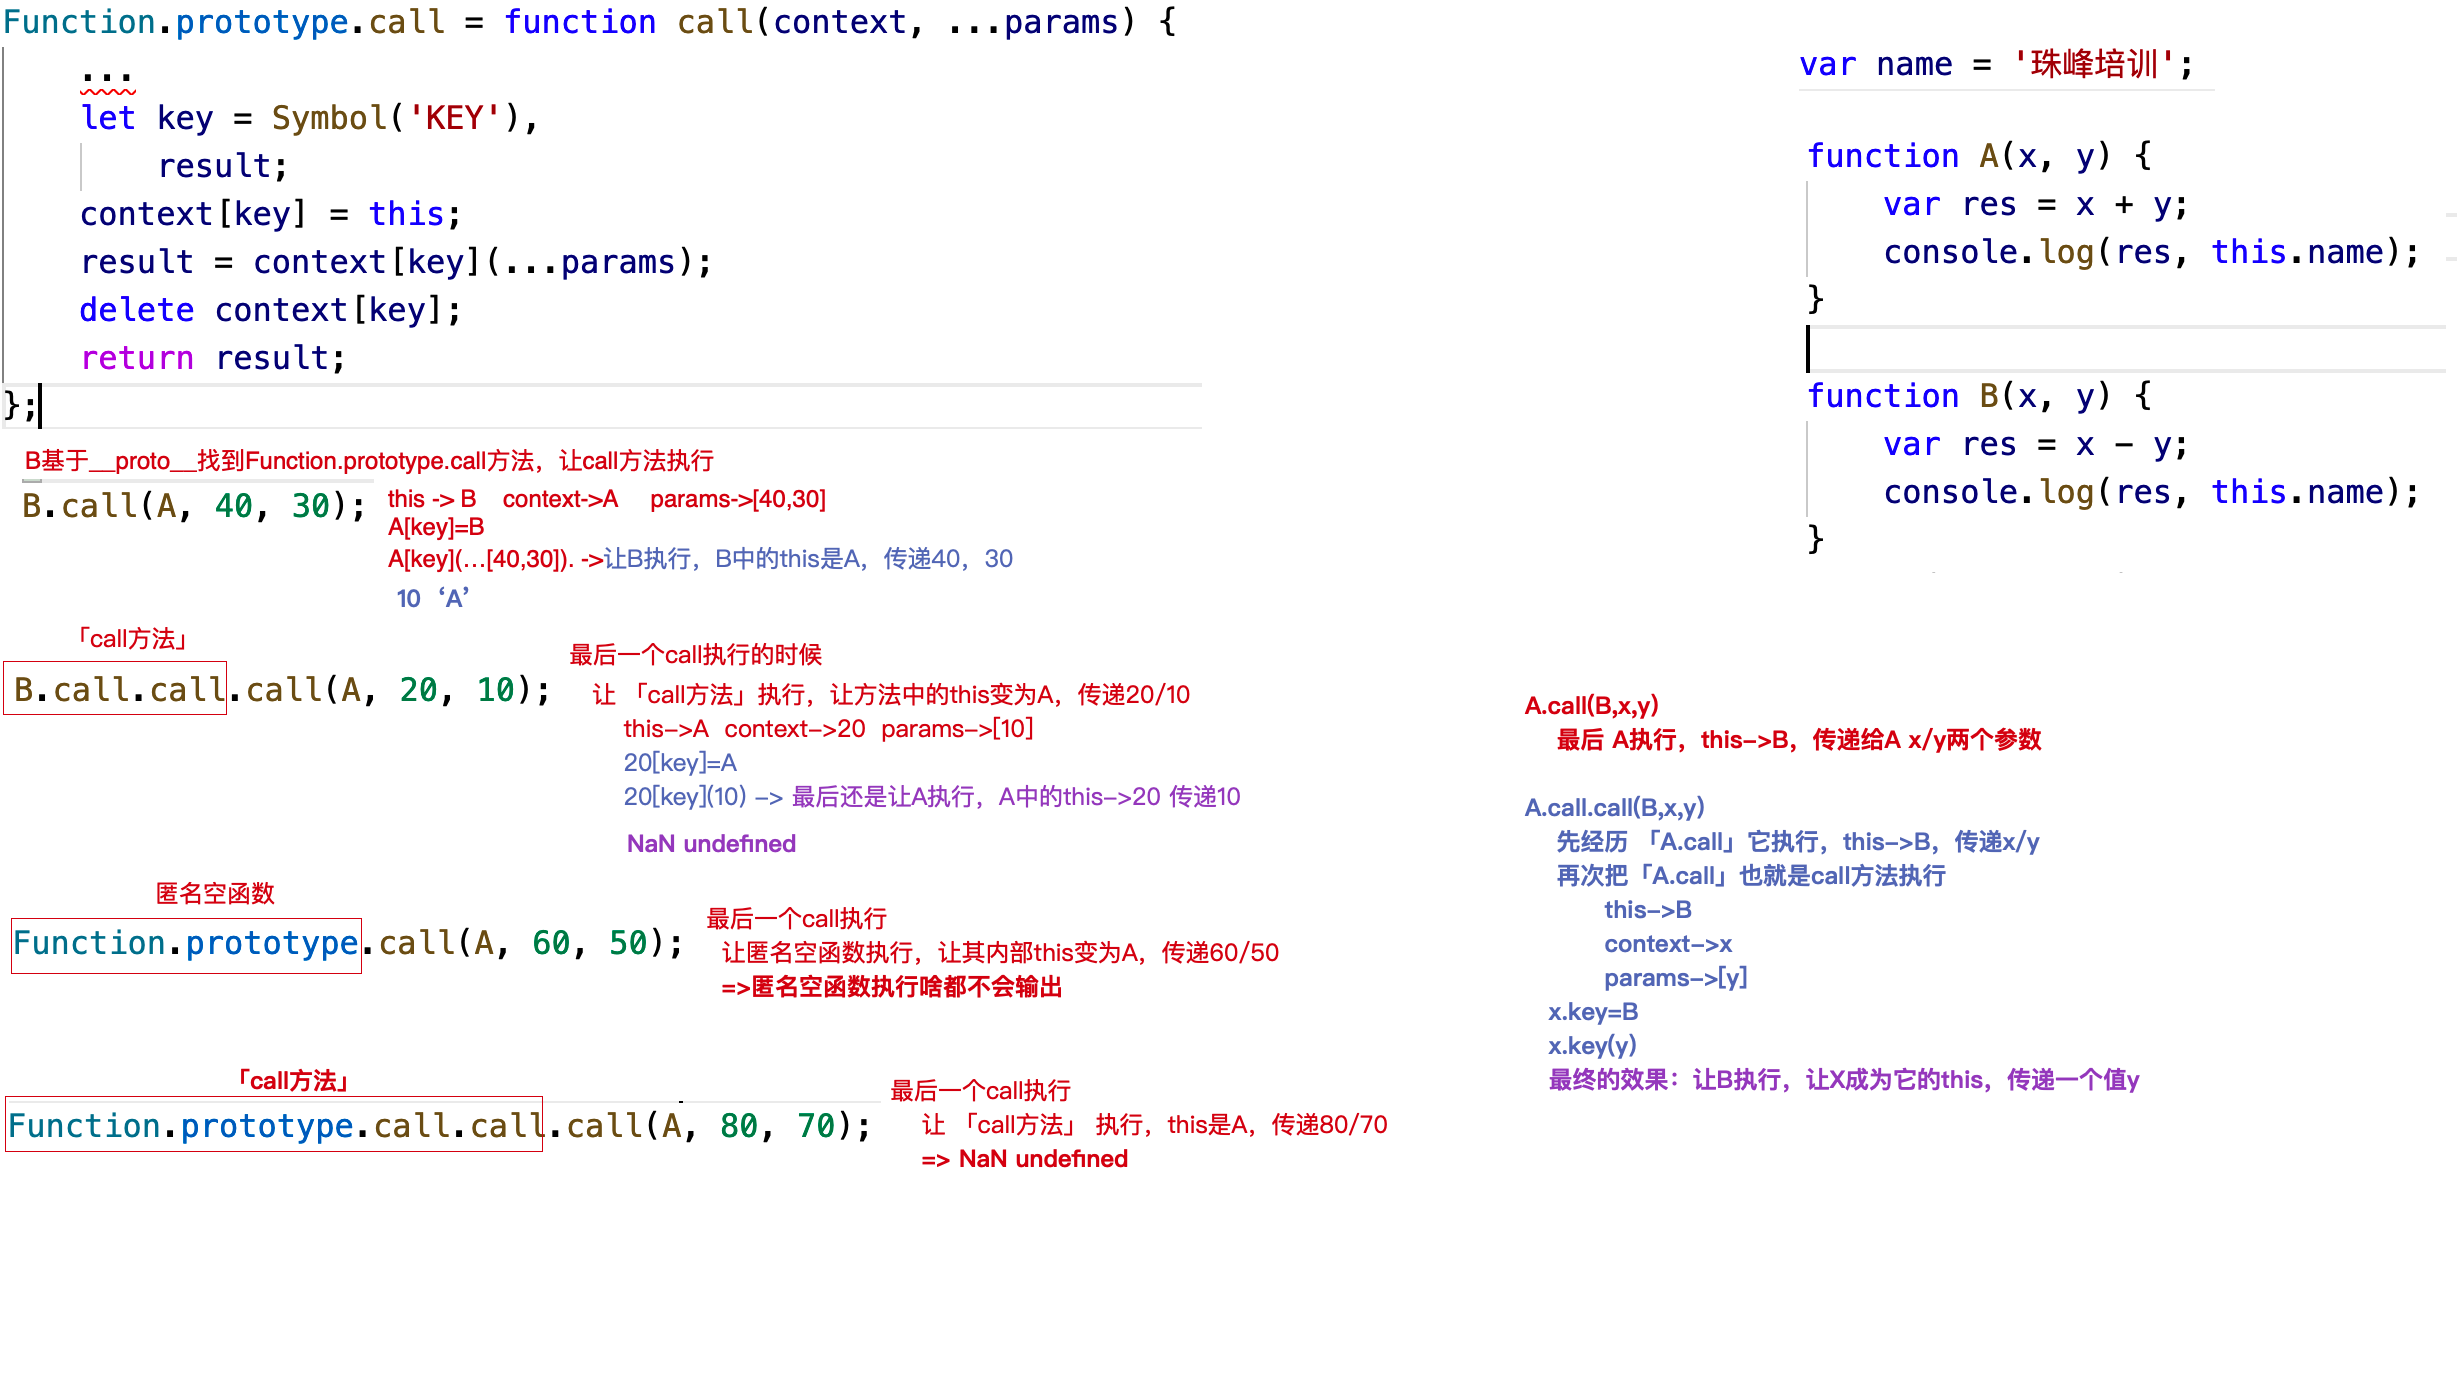 Function.prototype.call = function call(context, ...params) {
    ...
    let key = Symbol('KEY'),
        result;
    context[key] = this;
    result = context[key](...params);
    delete context[key];
    return result;
};
B基于__proto__找到Function.prototype.call方法，让call方法执行
B.call(A, 40, 30);
this -> B    context->A     params->[40,30]
A[key]=B
A[key](…[40,30]). ->让B执行，B中的this是A，传递40，30
10 ‘A’
「call方法」
B.call.call.call(A, 20, 10);
最后一个call执行的时候
让 「call方法」执行，让方法中的this变为A，传递20/10
this->A  context->20  params->[10]
20[key]=A
20[key](10) -> 最后还是让A执行，A中的this->20 传递10
NaN undefined
匿名空函数
Function.prototype.call(A, 60, 50);
最后一个call执行
让匿名空函数执行，让其内部this变为A，传递60/50
=>匿名空函数执行啥都不会输出
「call方法」
Function.prototype.call.call.call(A, 80, 70);
最后一个call执行
让 「call方法」 执行，this是A，传递80/70
=> NaN undefined
var name = '珠峰培训';
function A(x, y) {
    var res = x + y;
    console.log(res, this.name);
}
function B(x, y) {
    var res = x - y;
    console.log(res, this.name);
}
A.call(B,x,y)
最后 A执行，this->B，传递给A x/y两个参数
A.call.call(B,x,y)
先经历 「A.call」它执行，this->B，传递x/y
再次把「A.call」也就是call方法执行
this->B
context->x
params->[y]
x.key=B
x.key(y)
最终的效果：让B执行，让X成为它的this，传递一个值y